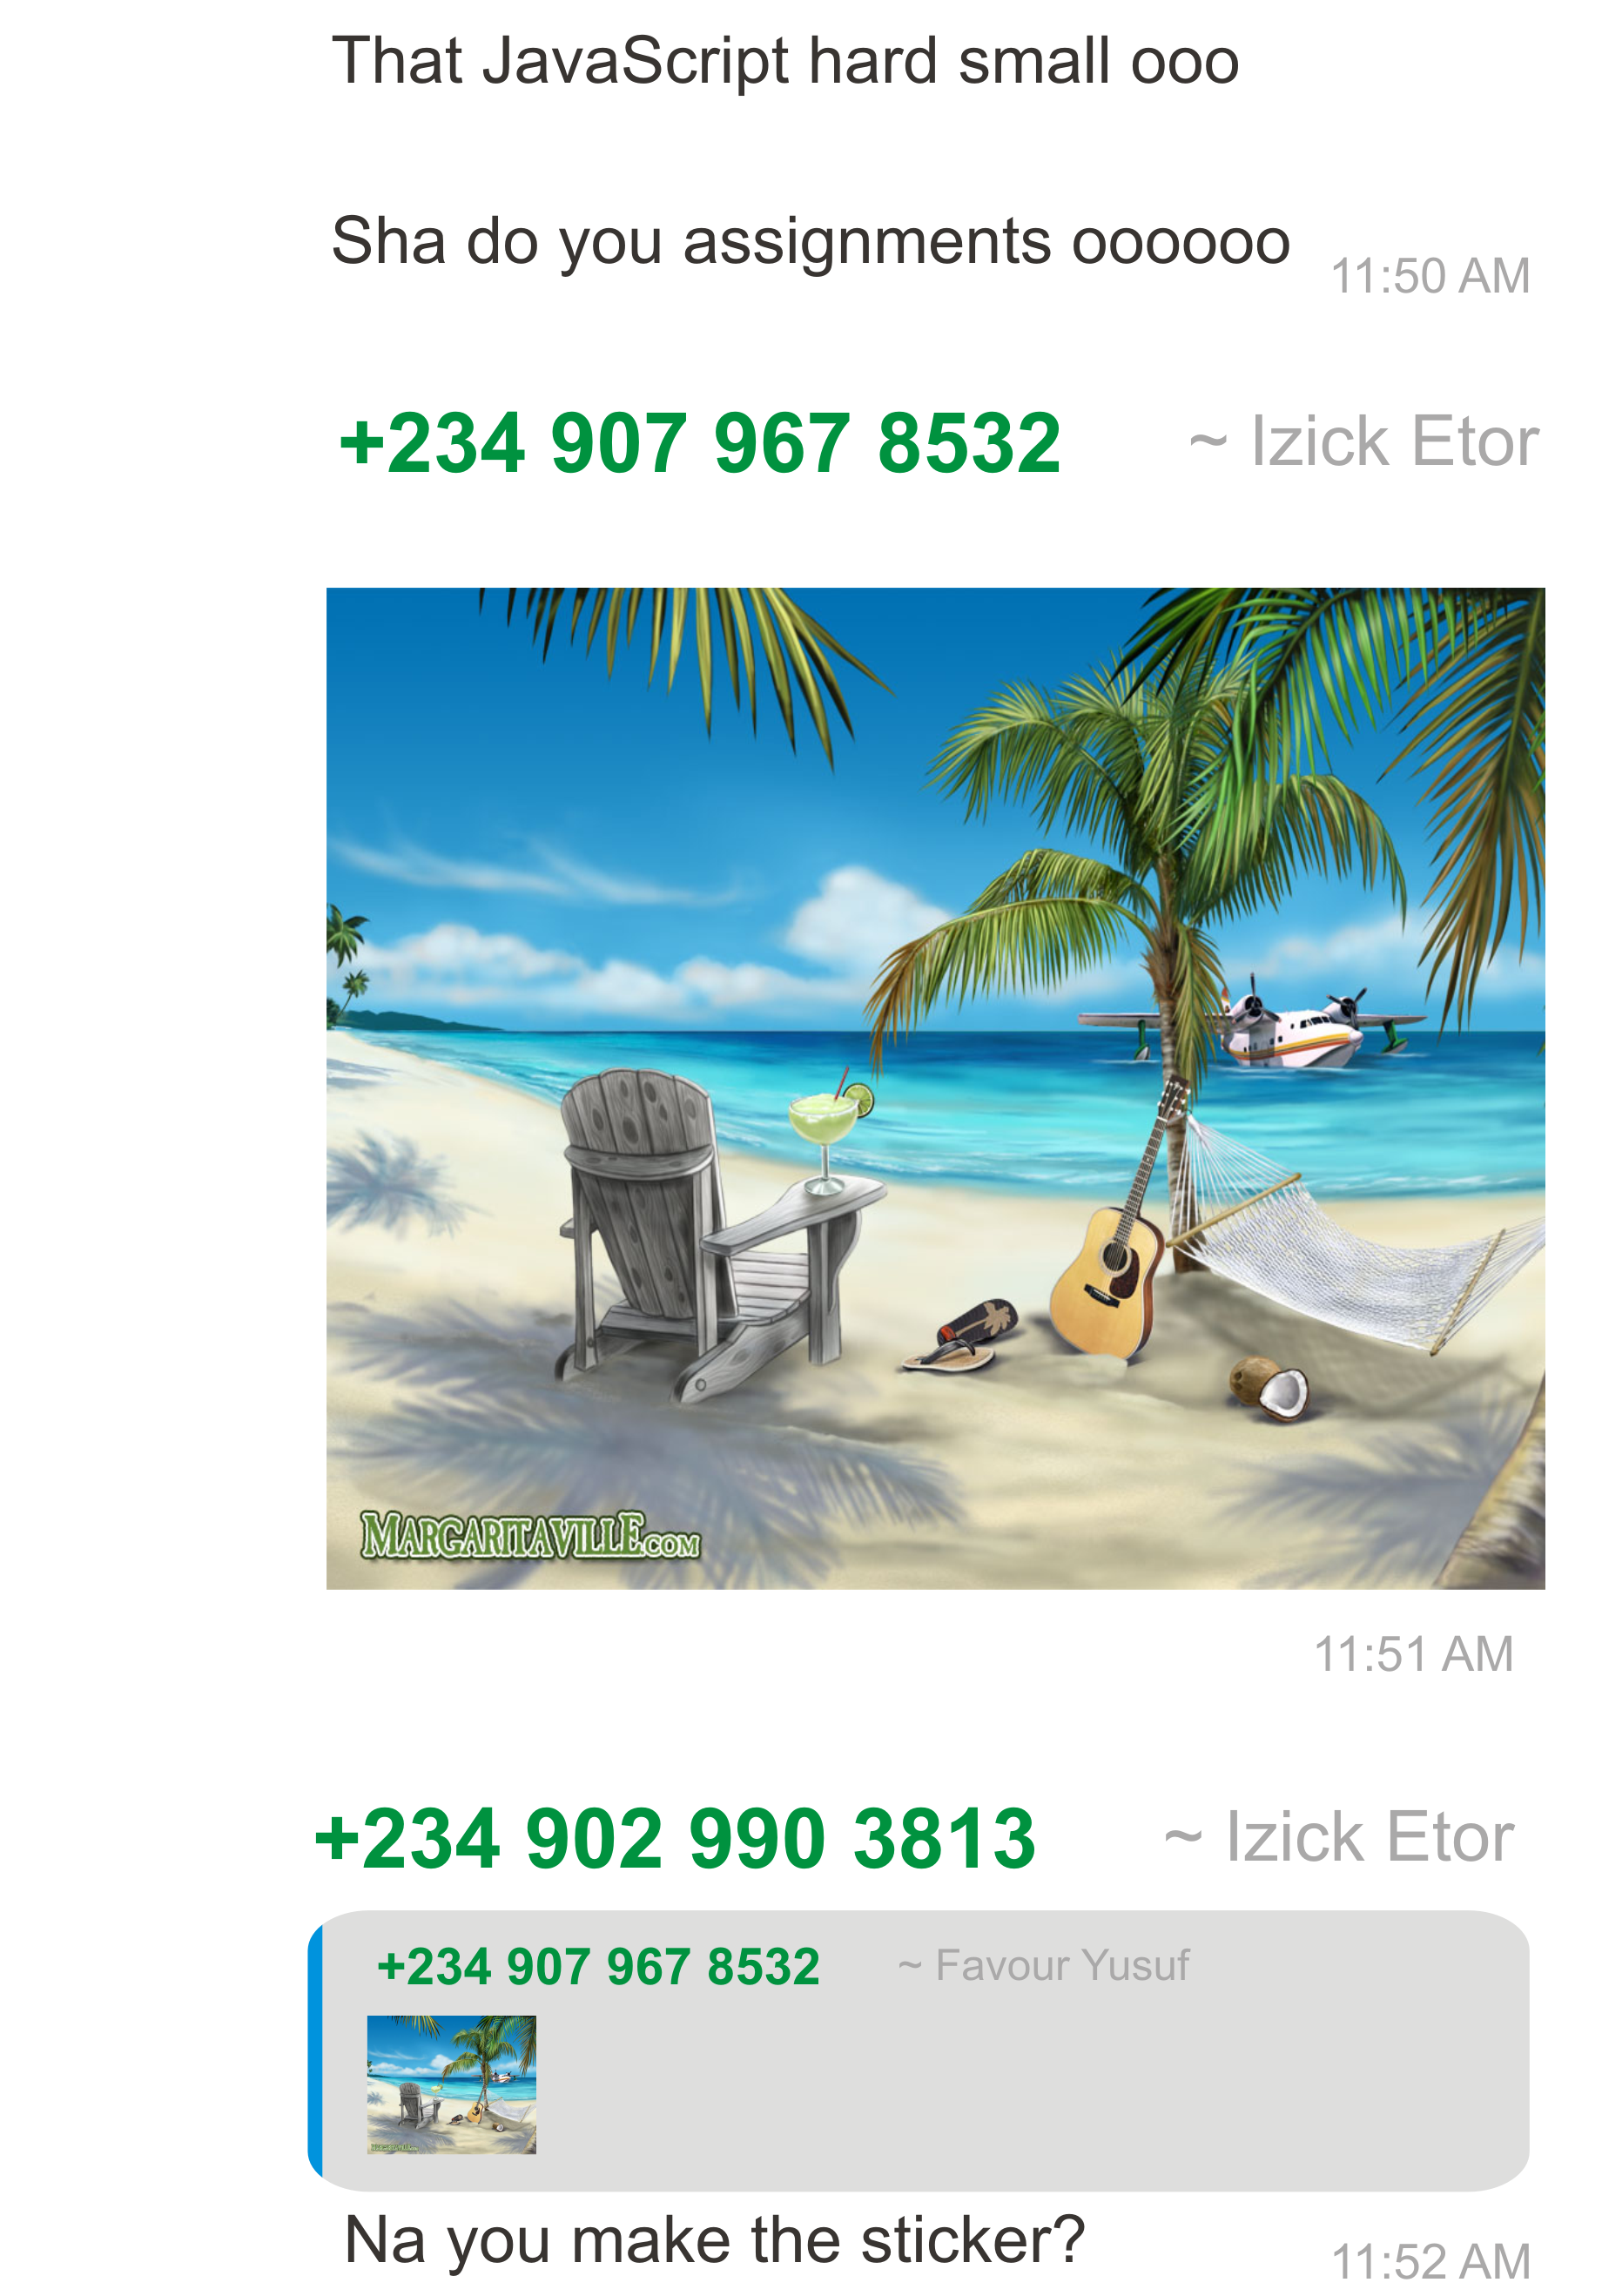 That JavaScript hard small ooo
Sha do you assignments oooooo
11:50 AM
+234 907 967 8532 ~ Izick Etor
MARGARITAVILLE.COM
11:51 AM
+234 902 990 3813 ~ Izick Etor
+234 907 967 8532 ~ Favour Yusuf
Na you make the sticker?
11:52 AM